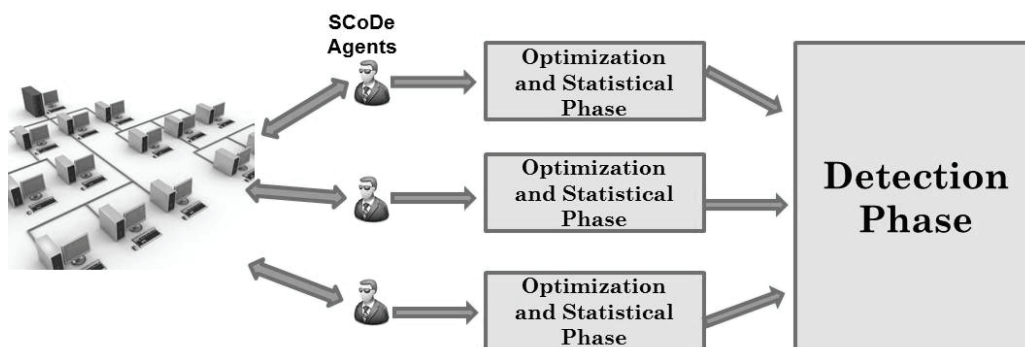 SCoDe
Agents
Optimization
and Statistical
Phase
Optimization
and Statistical
Phase
Optimization
and Statistical
Phase
Detection
Phase